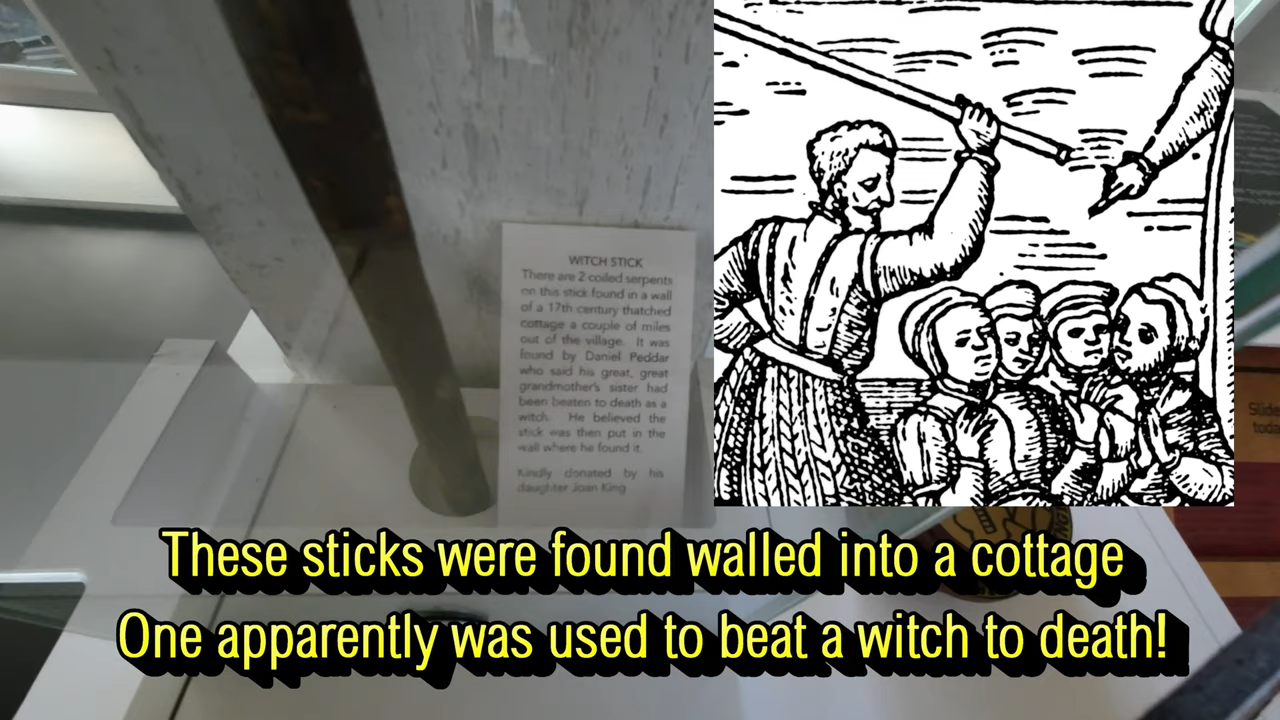 WITCH STICK
There are 2 coiled serpents
on this stick found in a wall
of a 17th century thatched
cottage a couple of miles
out of the village. It was
found by Daniel Peddar
who said his great, great
grandmother's sister had
been beaten to death as a
witch. He believed the
stick was then put in the
wall where he found it.
Kindly donated by his
daughter Joan King
These sticks were found walled into a cottage
One apparently was used to beat a witch to death!